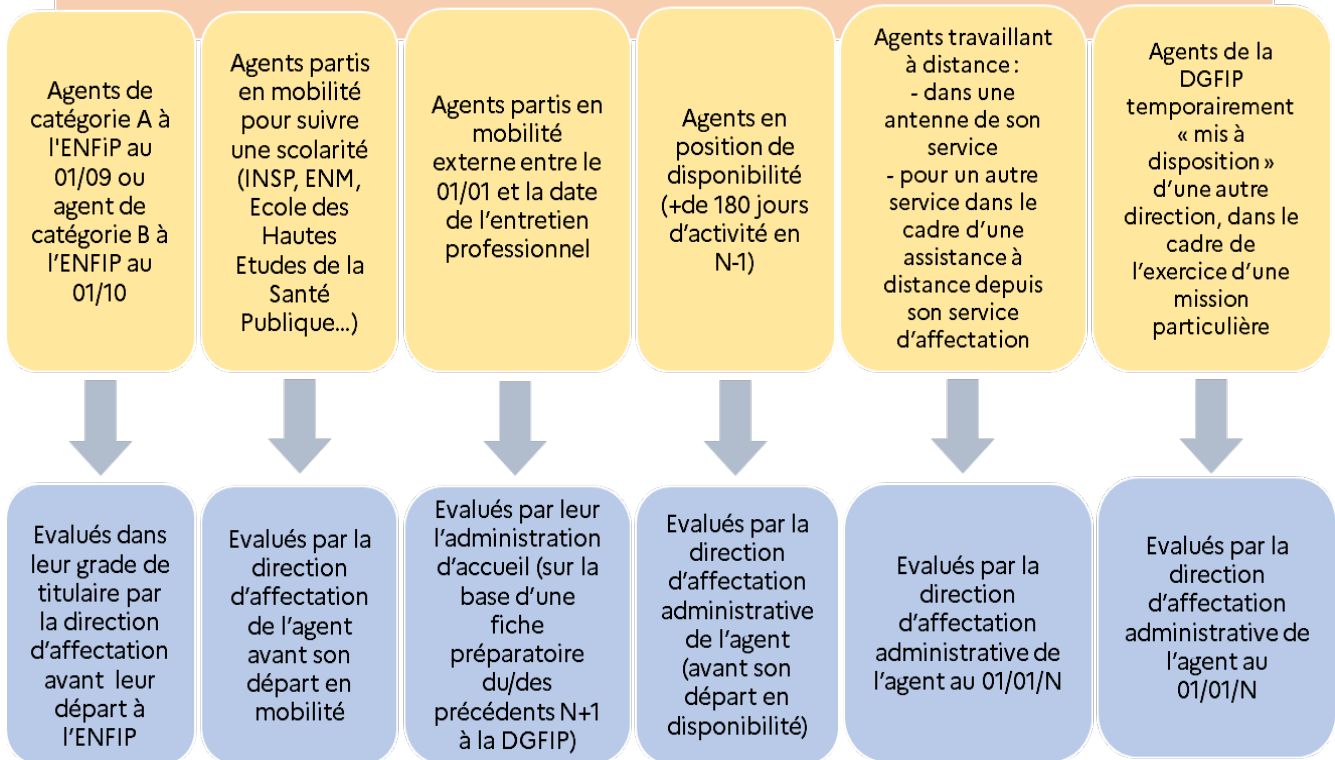 Agents de
catégorie A à
l'ENFiP au
01/09 ou
agent de
catégorie B à
l'ENFIP au
01/10
Agents partis
en mobilité
pour suivre
une scolarité
(INSP, ENM,
Ecole des
Hautes
Etudes de la
Santé
Publique…)
Agents partis en
mobilité
externe entre le
01/01 et la date
de l'entretien
professionnel
Agents en
position de
disponibilité
(+de 180 jours
d'activité en
N-1)
Agents travaillant
à distance :
- dans une
antenne de son
service
- pour un autre
service dans le
cadre d'une
assistance à
distance depuis
son service
d'affectation
Agents de la
DGFIP
temporairement
« mis à
disposition »
d'une autre
direction, dans le
cadre de
l'exercice d'une
mission
particulière
Evalués dans
leur grade de
titulaire par
la direction
d'affectation
avant leur
départ à
l'ENFIP
Evalués par la
direction
d'affectation
de l'agent
avant son
départ en
mobilité
Evalués par leur
l'administration
d'accueil (sur la
base d'une
fiche
préparatoire
du/des
précédents N+1
à la DGFIP)
Evalués par la
direction
d'affectation
administrative
de l'agent
(avant son
départ en
disponibilité)
Evalués par la
direction
d'affectation
administrative de
l'agent au 01/01/N
Evalués par la
direction
d'affectation
administrative de
l'agent au
01/01/N